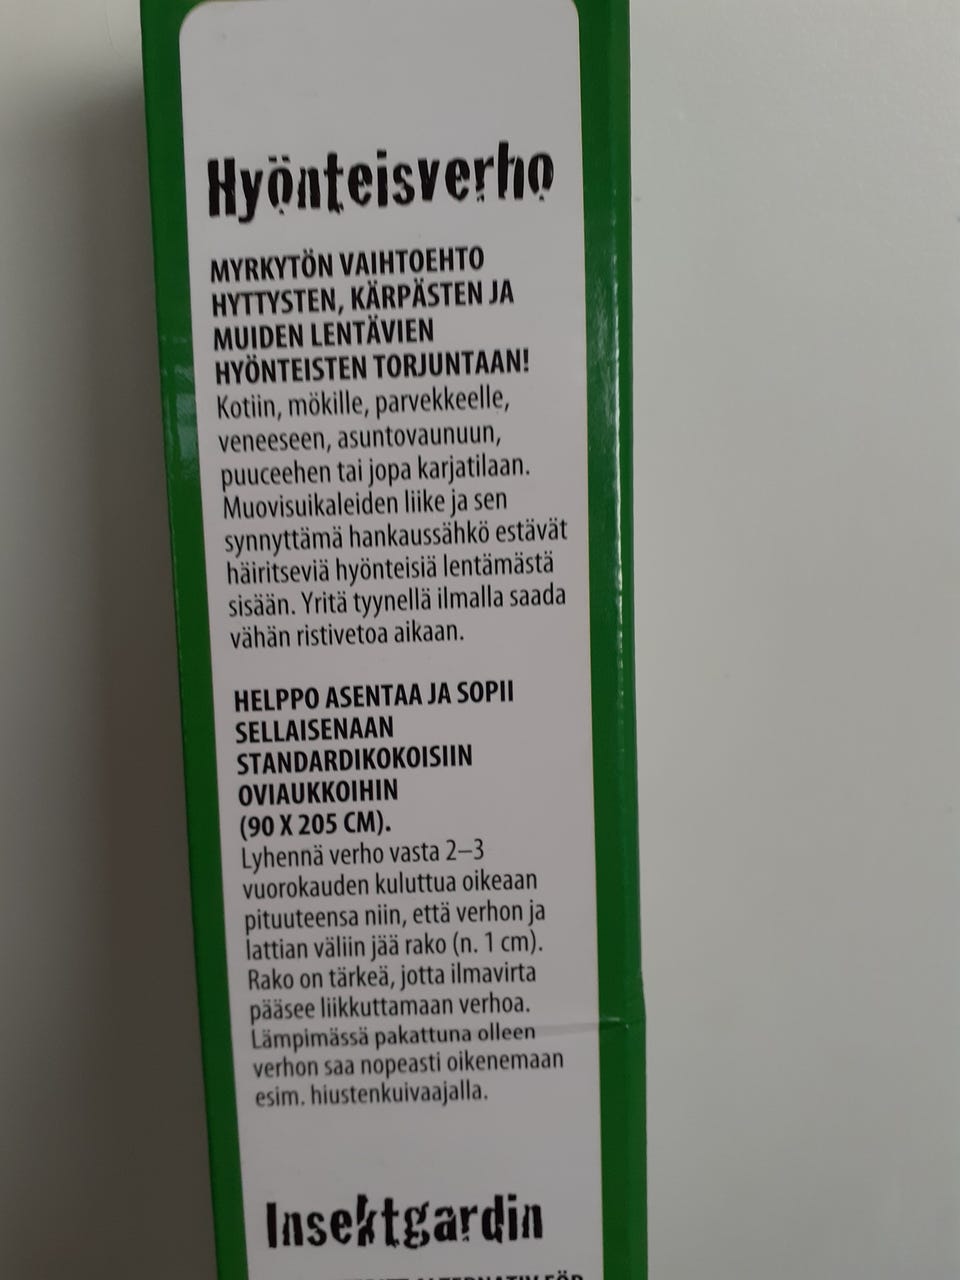 Hyönteisverho
MYRKYTÖN VAIHTOEHTO
HYTTYSTEN, KÄRPÄSTEN JA
MUIDEN LENTÄVIEN
HYÖNTEISTEN TORJUNTAAN!
Kotiin, mökille, parvekkeelle,
veneeseen, asuntovaunuun,
puuceehen tai jopa karjatilaan.
Muovisuikaleiden liike ja sen
synnyttämä hankaussähkö estävät
häiritseviä hyönteisiä lentämästä
sisään. Yritä tyynellä ilmalla saada
vähän ristivetoa aikaan.
HELPPO ASENTAA JA SOPII
SELLAISENAAN
STANDARDIKOKOISIIN
OVIAUKKOIHIN
(90 X 205 CM).
Lyhennä verho vasta 2–3
vuorokauden kuluttua oikeaan
pituuteensa niin, että verhon ja
lattian väliin jää rako (n. 1 cm).
Rako on tärkeä, jotta ilmavirta
pääsee liikkuttamaan verhoa.
Lämpimässä pakattuna olleen
verhon saa nopeasti oikenemaan
esim. hiustenkuivaajalla.
Insektgardin
ALTERNATIV FÖR